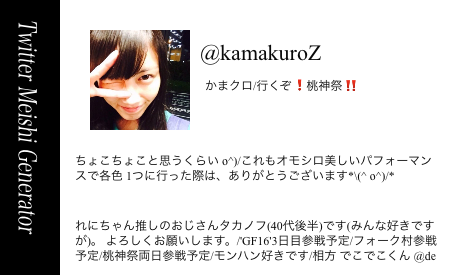 Twitter Meishi Generator
@kamakuroZ
かまクロ/行くぞ❗桃神祭‼️
ちょこちょこと思うくらい o^)/これもオモシロ美しいパフォーマン
スで各色 1つに行った際は、ありがとうございます*\(^ o^)/*
れにちゃん推しのおじさんタカノフ(40代後半)です(みんな好きです
が)。 よろしくお願いします。/'GF16'3日目参戦予定/フォーク村参戦
予定/桃神祭両日参戦予定/モンハン好きです/相方 でこでこくん @de